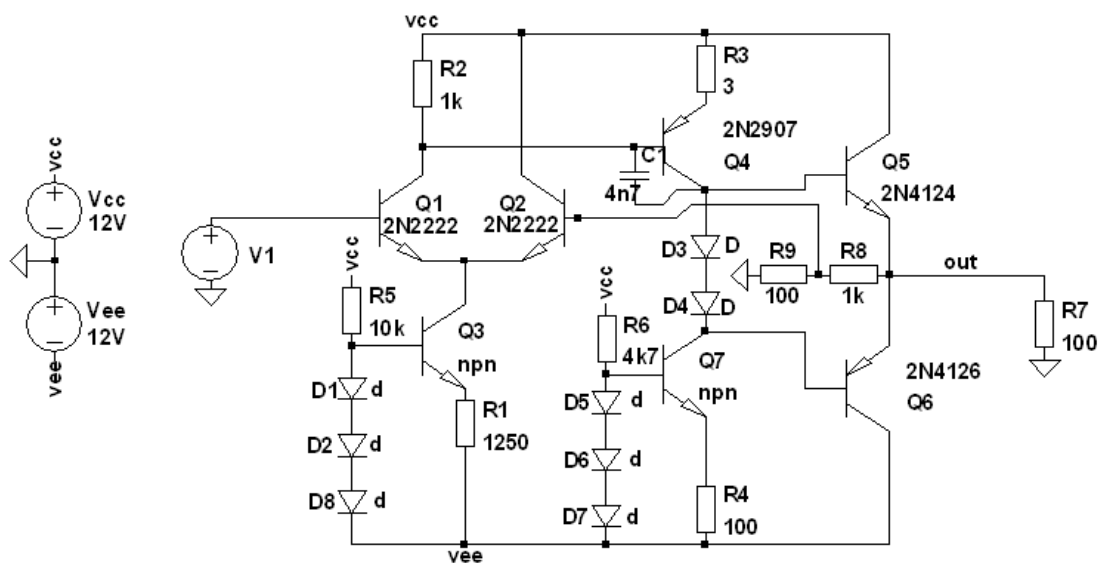 vcc
R2
1k
R3
3
2N2907
Q4
C1
4n7
Q5
2N4124
vcc
Vcc
12V
Vee
12V
vee
V1
Q1
2N2222
Q2
2N2222
D3
D
D4
D
R9
100
R8
1k
out
R7
100
vcc
R5
10k
Q3
npn
R1
1250
D1
d
D2
d
D8
d
vcc
R6
4k7
Q7
npn
D5
d
D6
d
D7
d
R4
100
2N4126
Q6
vee